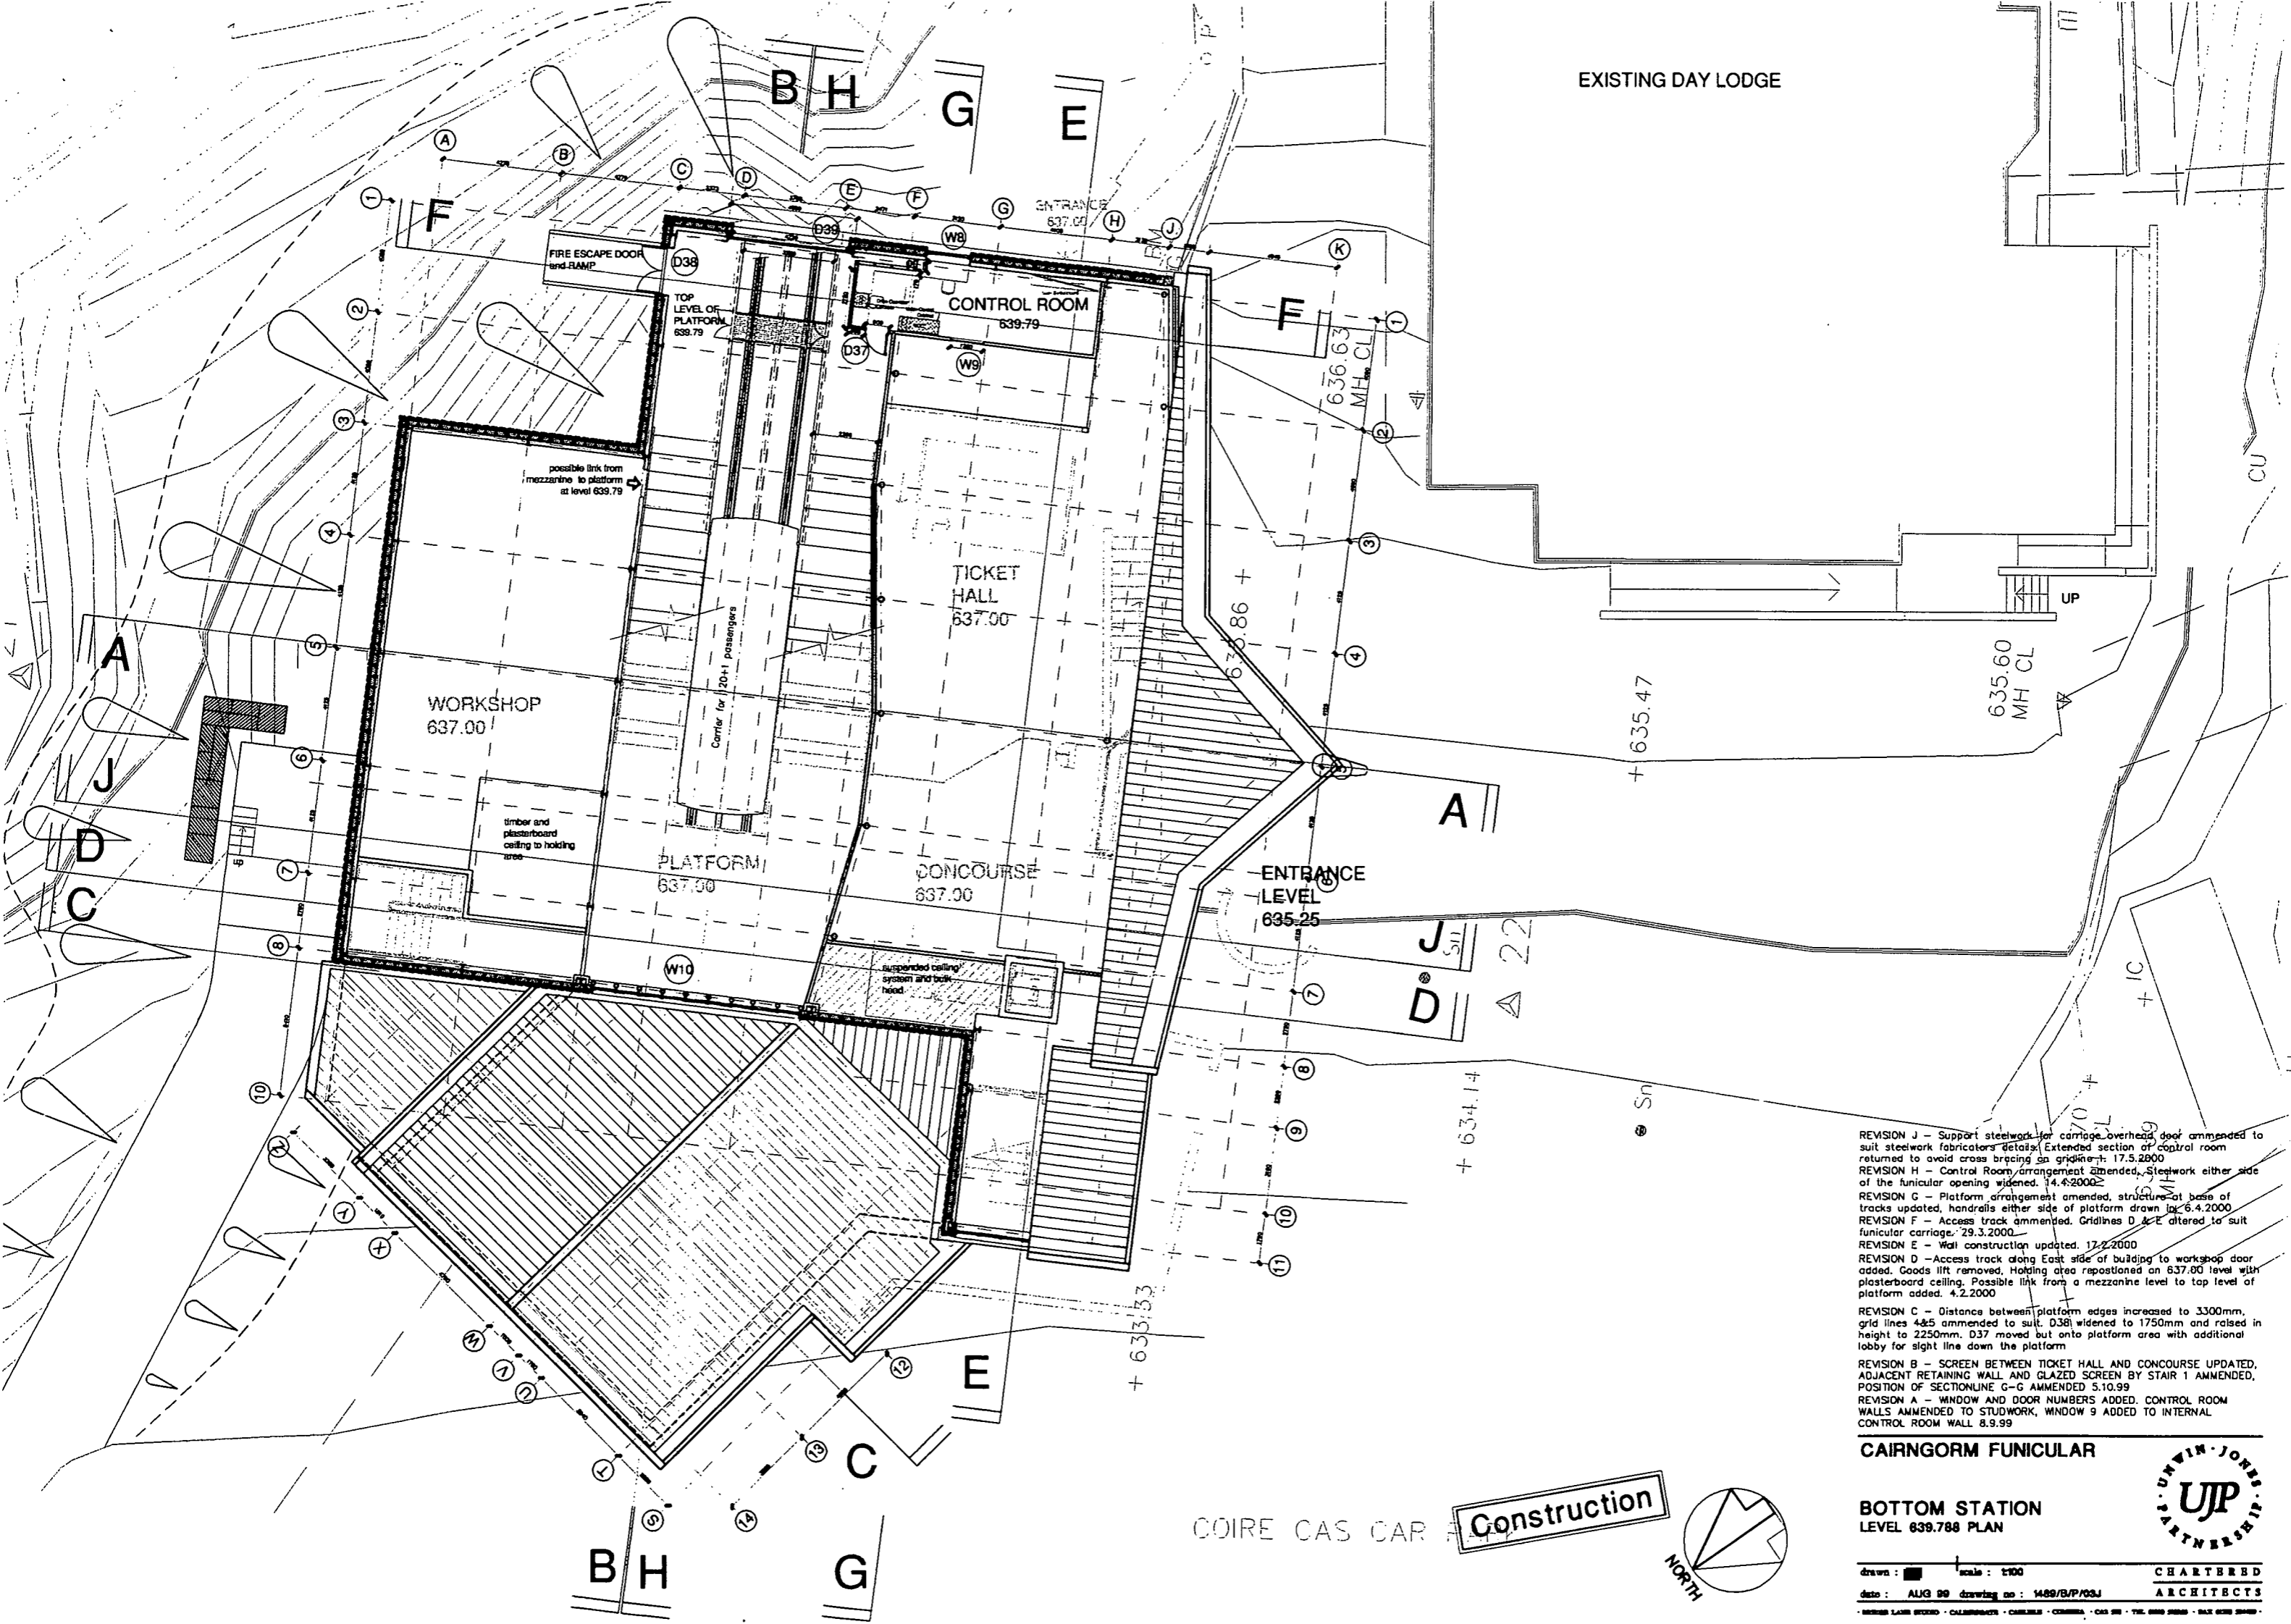 EXISTING DAY LODGE
B H
G
E
A
B
C
D
E
F
G
H
J
K
1
F
ENTRANCE
637.00
D39
W8
FIRE ESCAPE DOOR
and RAMP
D38
TOP
LEVEL OF
PLATFORM
639.79
CONTROL ROOM
639.79
D37
W9
F
1
636.63
MH CL
2
2
3
possible link from
mezzanine to platform
at level 639.79
4
3
TICKET
HALL
637.00
UP
CU
5
A
4
Carrier for 120+1 passengers
635.60
MH CL
+ 635.47
WORKSHOP
637.00
6
J
5
A
timber and
plasterboard
ceiling to holding
area
up
D
7
PLATFORM
637.00
CONCOURSE
637.00
ENTRANCE
LEVEL
635.25
6
C
8
W10
suspended ceiling
system and bulk
head
J
22
D
7
+ IC
8
10
9
+ 634.14
Sn
Z
10
Y
X
11
+ 633.33
W
V
U
12
E
13
C
T
S
14
B H
G
COIRE CAS CAR
Construction
NORTH
REVISION J - Support steelwork for carriage overhead door ammended to
suit steelwork fabricators details. Extended section of control room
returned to avoid cross bracing on gridline 1. 17.5.2000
REVISION H - Control Room arrangement amended, Steelwork either side
of the funicular opening widened. 14.4.2000
REVISION G - Platform arrangement amended, structure at base of
tracks updated, handrails either side of platform drawn in. 6.4.2000
REVISION F - Access track ammended. Gridlines D & E altered to suit
funicular carriage. 29.3.2000
REVISION E - Wall construction updated. 17.2.2000
REVISION D -Access track along East side of building to workshop door
added. Goods lift removed, Holding area repostioned on 637.00 level with
plasterboard ceiling. Possible link from a mezzanine level to top level of
platform added. 4.2.2000
REVISION C - Distance between platform edges increased to 3300mm,
grid lines 4&5 ammended to suit. D38 widened to 1750mm and raised in
height to 2250mm. D37 moved out onto platform area with additional
lobby for sight line down the platform
REVISION B - SCREEN BETWEEN TICKET HALL AND CONCOURSE UPDATED,
ADJACENT RETAINING WALL AND GLAZED SCREEN BY STAIR 1 AMMENDED,
POSITION OF SECTIONLINE G-G AMMENDED 5.10.99
REVISION A - WINDOW AND DOOR NUMBERS ADDED. CONTROL ROOM
WALLS AMMENDED TO STUDWORK, WINDOW 9 ADDED TO INTERNAL
CONTROL ROOM WALL 8.9.99
CAIRNGORM FUNICULAR
BOTTOM STATION
LEVEL 639.788 PLAN
UNWIN · JONES
UJP
PARTNERSHIP
drawn :
scale : 1:100
date : AUG 99 drawing no : 1489/B/P/03J
CHARTERED
ARCHITECTS